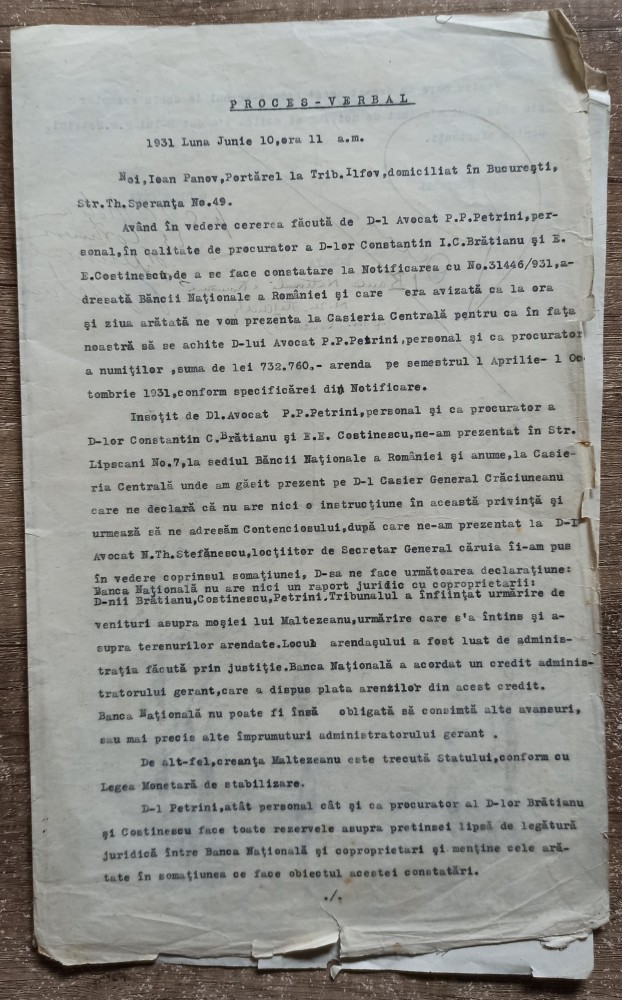 PROCES-VERBAL
1931 Luna Junie 10,ora 11 a.m.
Noi,Ioan Panov,Portărel la Trib.Ilfov,domiciliat în Bucureşti,
Str.Th.Speranţa No.49.
Având în vedere cererea făcută de D-l Avocat P.P.Petrini,per-
sonal,în calitate de procurator a D-lor Constantin I.C.Brătianu şi E.
E.Costinescu,de a se face constatare la Notificarea cu No.31446/931,a-
dresată Băncii Naţionale a României şi care era avizată ca la ora
şi ziua arătată ne vom prezenta la Casieria Centrală pentru ca în faţa
noastră să se achite D-lui Avocat P.P.Petrini,personal şi ca procurator
a numiţilor ,suma de lei 732.760,- arenda pe semestrul 1 Aprilie- 1 Oc
tombrie 1931,conform specificărei din Notificare.
Insoţit de Dl.Avocat P.P.Petrini,personal şi ca procurator a
D-lor Constantin C.Brătianu şi E.E. Costinescu,ne-am prezentat în Str.
Lipscani No.7,la sediul Băncii Naţionale a României şi anume,la Casie-
ria Centrală unde am găsit prezent pe D-l Casier General Crăciuneanu
care ne declară că nu are nici o instrucţiune în această privinţă şi
urmează să ne adresăm Contenciosului,după care ne-am prezentat la D-l
Avocat N.Th.Stefănescu,locţiitor de Secretar General căruia îi-am pus
în vedere coprinsul somaţiunei, D-sa ne face următoarea declaraţiune:
Banca Naţională nu are nici un raport juridic cu coproprietarii:
D-nii Brătianu,Costinescu,Petrini.Tribunalul a înfiinţat urmărire de
venituri asupra moşiei lui Maltezeanu,urmărire care s'a întins şi a-
supra terenurilor arendate.Locul arendaşului a fost luat de adminis-
traţia făcută prin justiţie.Banca Naţională a acordat un credit adminis-
tratorului gerant,care a dispus plata arenzilor din acest credit.
Banca Naţională nu poate fi însă obligată să consimtă alte avansuri,
sau mai precis alte împrumuturi administratorului gerant .
De alt-fel,creanţa Maltezeanu este trecută Statului,conform cu
Legea Monetară de stabilizare.
D-l Petrini,atât personal cât şi ca procurator al D-lor Brătianu
şi Costinescu face toate rezervele asupra pretinsei lipsă de legătură
juridică între Banca Naţională şi coproprietari şi menţine cele ară-
tate în somaţiunea ce face obiectul acestei constatări.
./.